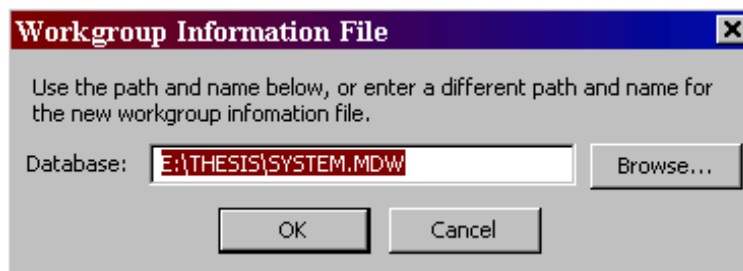 Workgroup Information File
Use the path and name below, or enter a different path and name for
the new workgroup infomation file.
Database: E:\THESIS\SYSTEM.MDW Browse...
OK Cancel